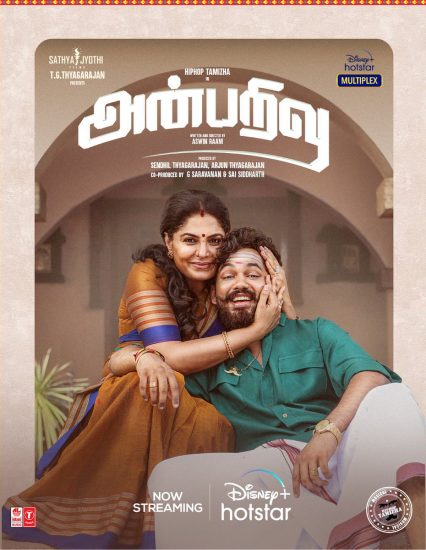 SATHYA JYOTHI
FILMS
T.G.THYAGARAJAN
PRESENTS
HIPHOP TAMIZHA
IN
அன்பறிவு
WRITTEN AND DIRECTED BY
ASWIN RAAM
PRODUCED BY
SENDHIL THYAGARAJAN, ARJUN THYAGARAJAN
CO-PRODUCED BY G SARAVANAN & SAI SIDDHARTH
Disney+
hotstar
MULTIPLEX
NOW
STREAMING
Disney+
hotstar
T